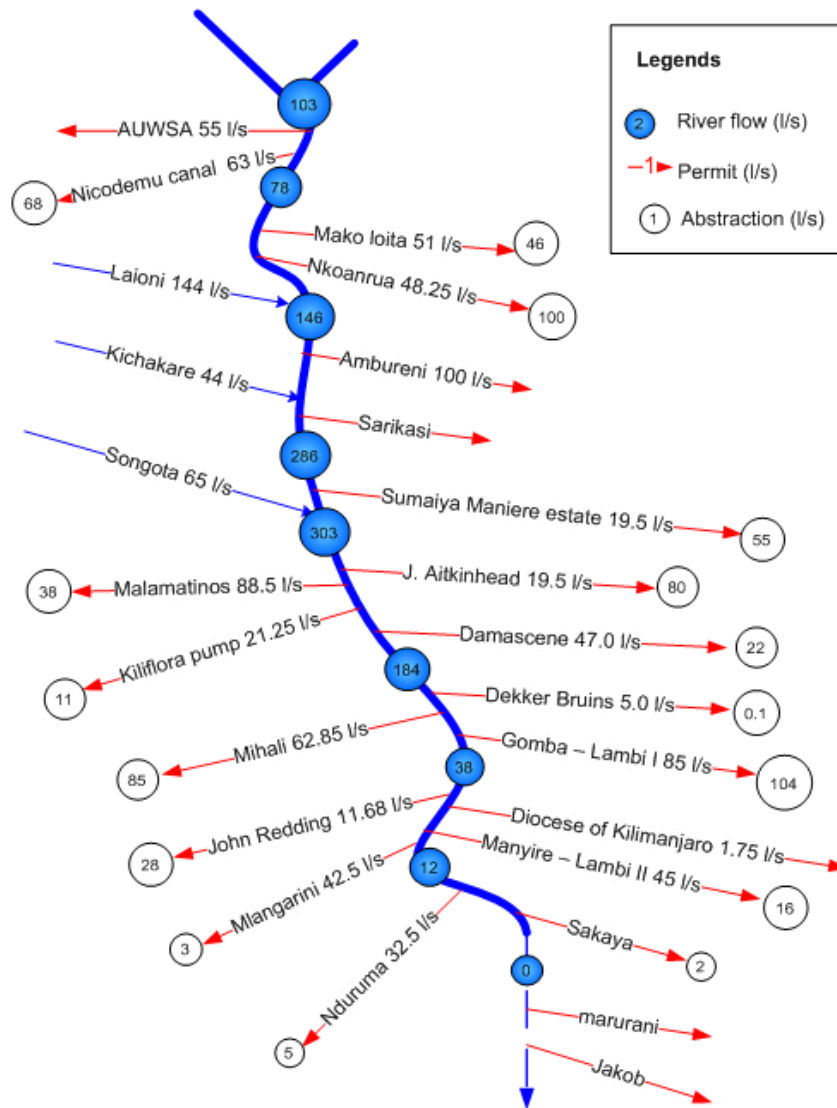 Legends
2 River flow (l/s)
1 Permit (l/s)
1 Abstraction (l/s)
103
AUWSA 55 l/s
Nicodemu canal 63 l/s
68
78
Mako loita 51 l/s
46
Nkoanrua 48.25 l/s
100
Laioni 144 l/s
146
Kichakare 44 l/s
Ambureni 100 l/s
Sarikasi
286
Songota 65 l/s
Sumaiya Maniere estate 19.5 l/s
55
303
J. Aitkinhead 19.5 l/s
80
Malamatinos 88.5 l/s
38
Kiliflora pump 21.25 l/s
11
Damascene 47.0 l/s
22
184
Dekker Bruins 5.0 l/s
0.1
Mihali 62.85 l/s
85
Gomba – Lambi I 85 l/s
104
38
John Redding 11.68 l/s
28
Diocese of Kilimanjaro 1.75 l/s
Manyire – Lambi II 45 l/s
16
12
Mlangarini 42.5 l/s
3
Nduruma 32.5 l/s
5
Sakaya
2
0
marurani
Jakob